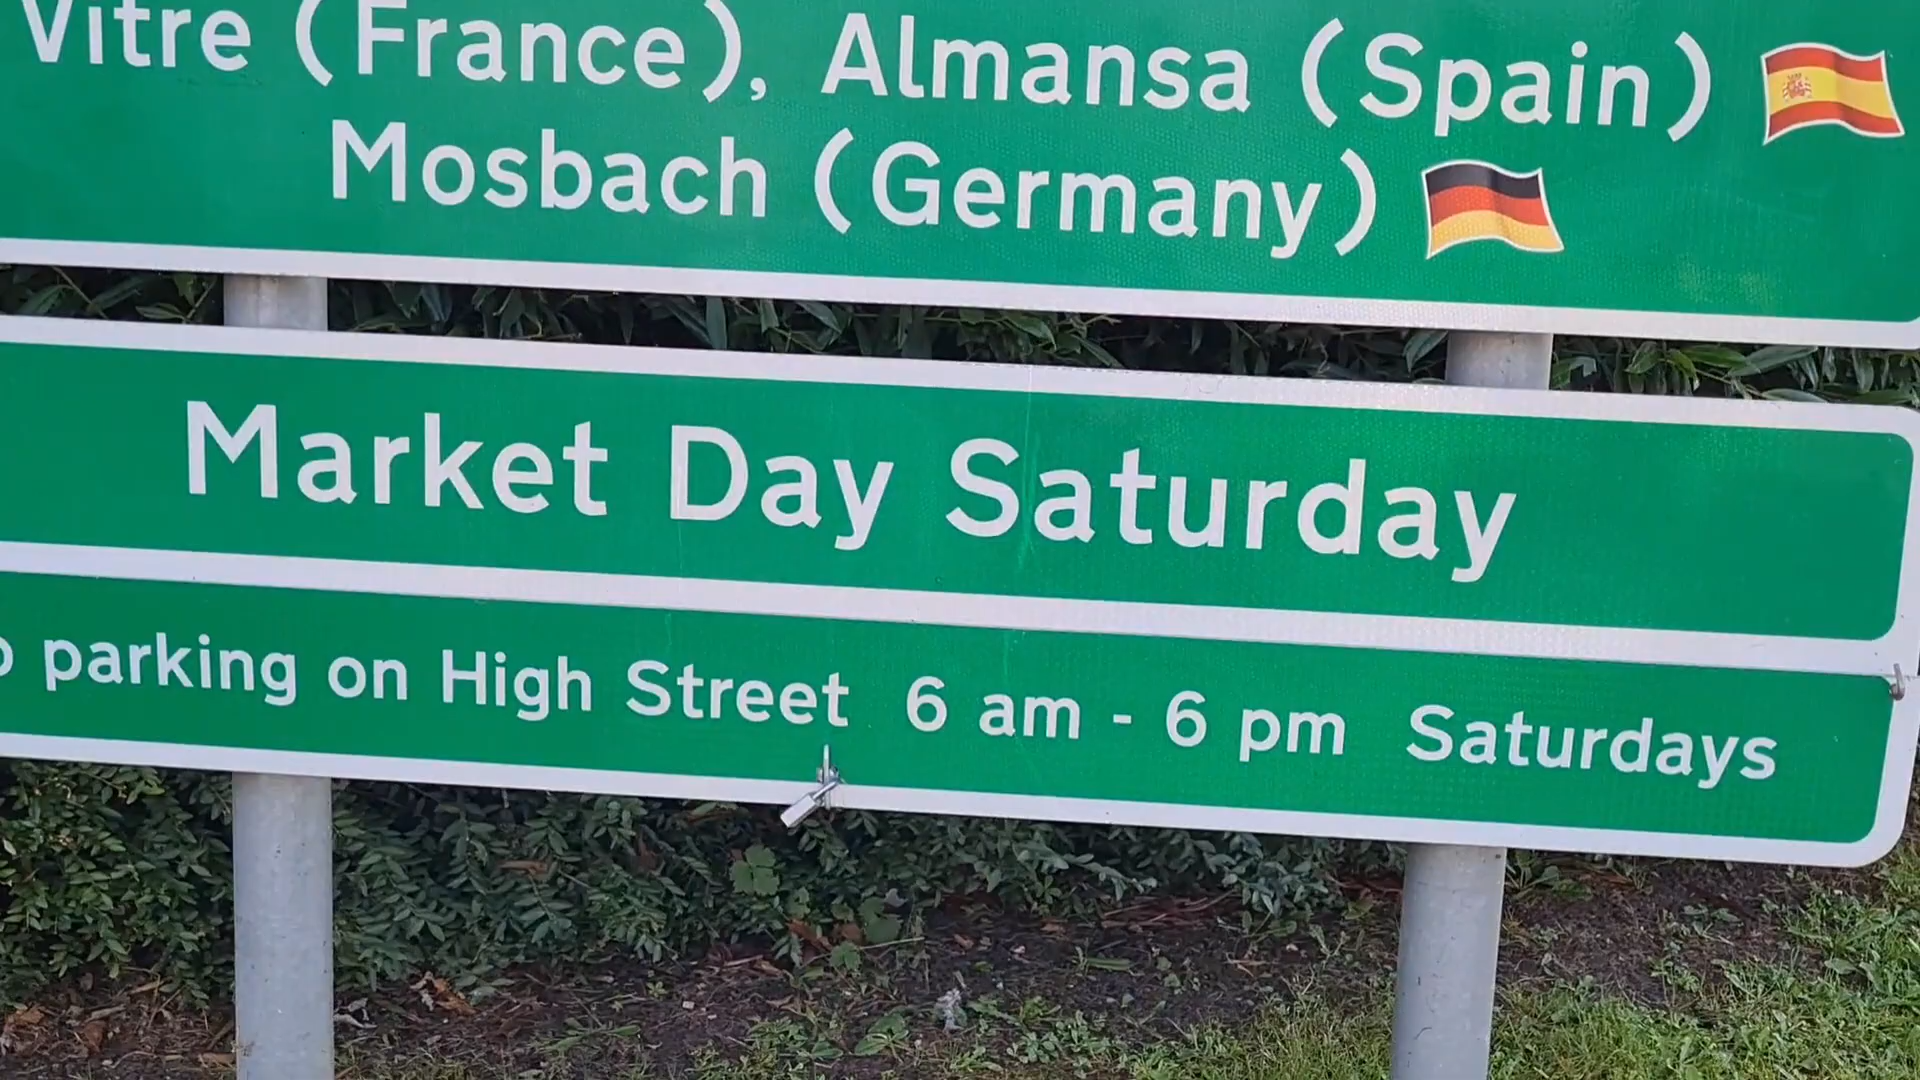 Vitre (France), Almansa (Spain)
Mosbach (Germany)
Market Day Saturday
parking on High Street 6 am - 6 pm Saturdays